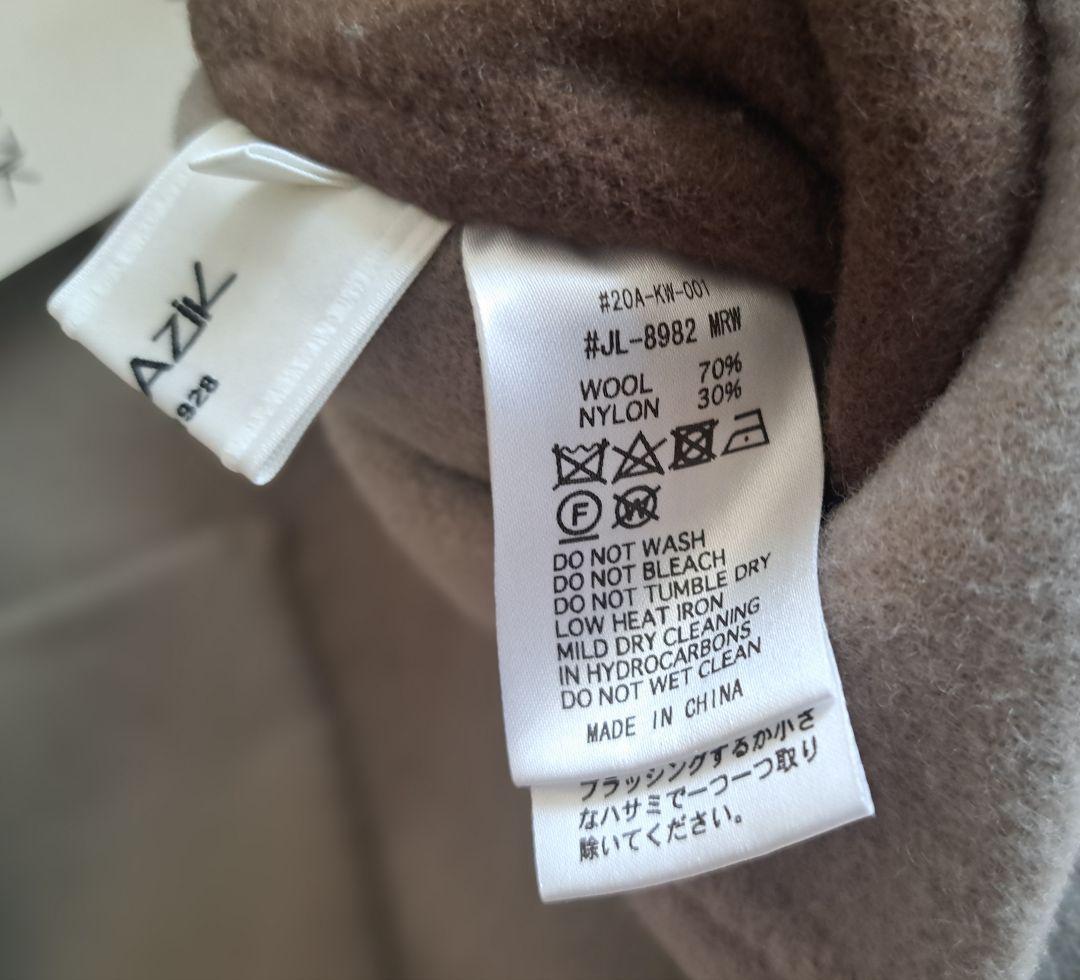 AZiK
928
#20A-KW-001
#JL-8982 MRW
WOOL 70%
NYLON 30%
F
W
DO NOT WASH
DO NOT BLEACH
DO NOT TUMBLE DRY
LOW HEAT IRON
MILD DRY CLEANING
IN HYDROCARBONS
DO NOT WET CLEAN
MADE IN CHINA
ブラッシングするか小さ
なハサミで一つ一つ取り
除いてください。